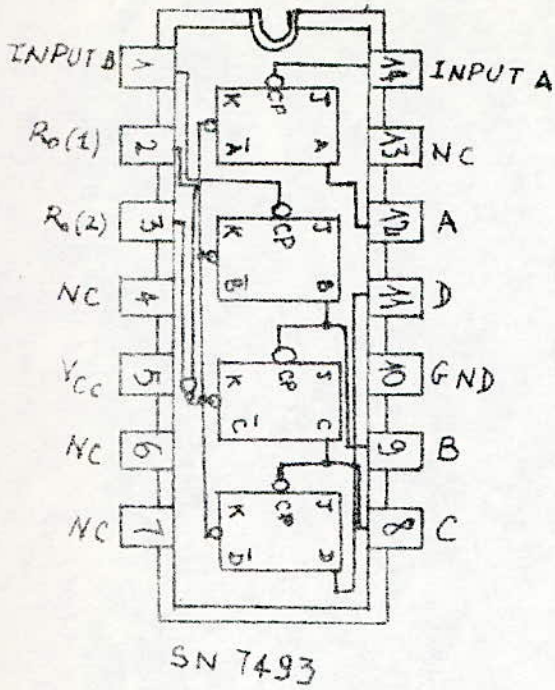 INPUT B 1
14 INPUT A
K CP J
Ā A
R₀(1) 2
13 NC
R₀(2) 3
12 A
K CP J
B̄ B
NC 4
11 D
VCC 5
10 GND
K CP J
C̄ C
NC 6
9 B
NC 7
8 C
K CP J
D̄ D
SN 7493